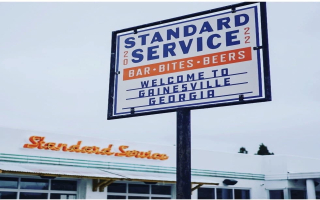 STANDARD
20 SERVICE 22
BAR·BITES·BEERS
WELCOME TO
GAINESVILLE
GEORGIA
Standard Service